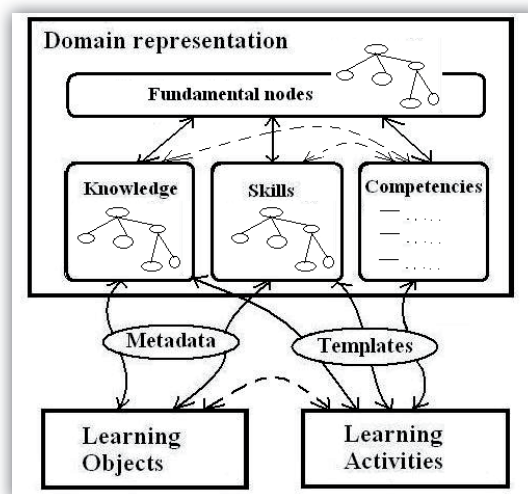 Domain representation
Fundamental nodes
Knowledge
Skills
Competencies
Metadata
Templates
Learning
Objects
Learning
Activities